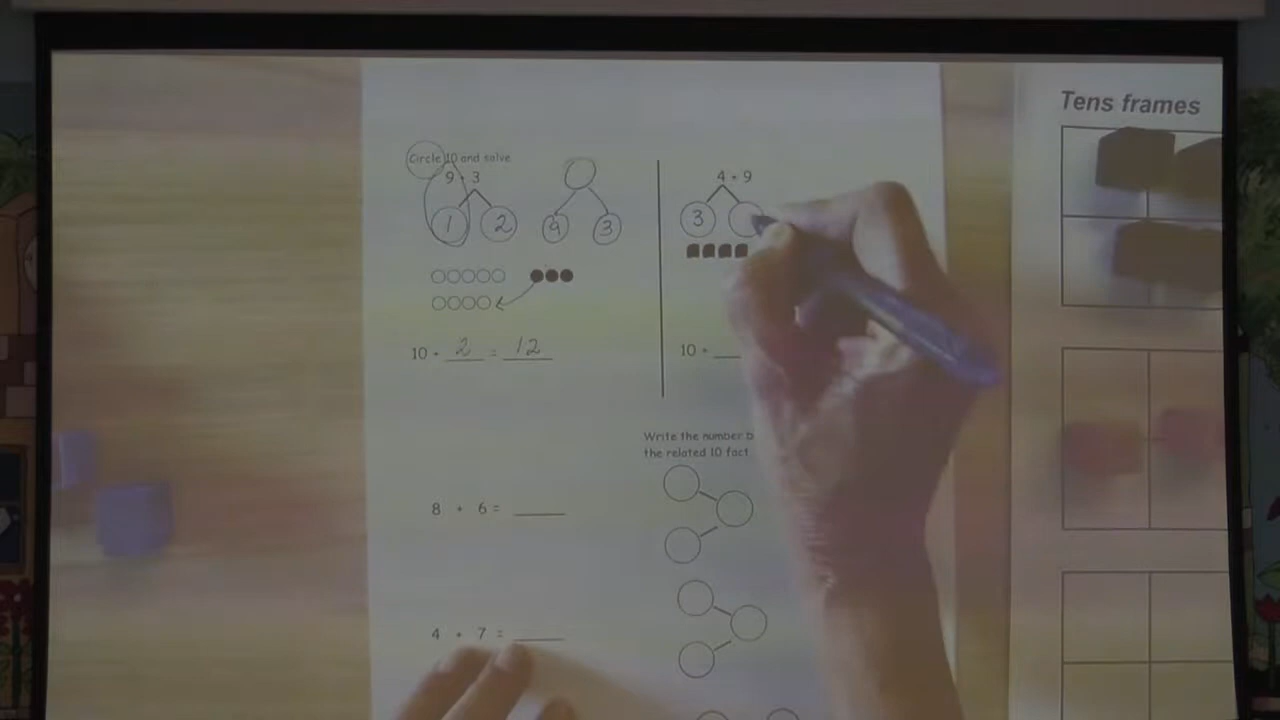 Tens frames
Circle 10 and solve
9 + 3
1 2
9 3
10 + 2 = 12
4 + 9
3
10 +
Write the number b
the related 10 fact
8 + 6 =
4 + 7 =